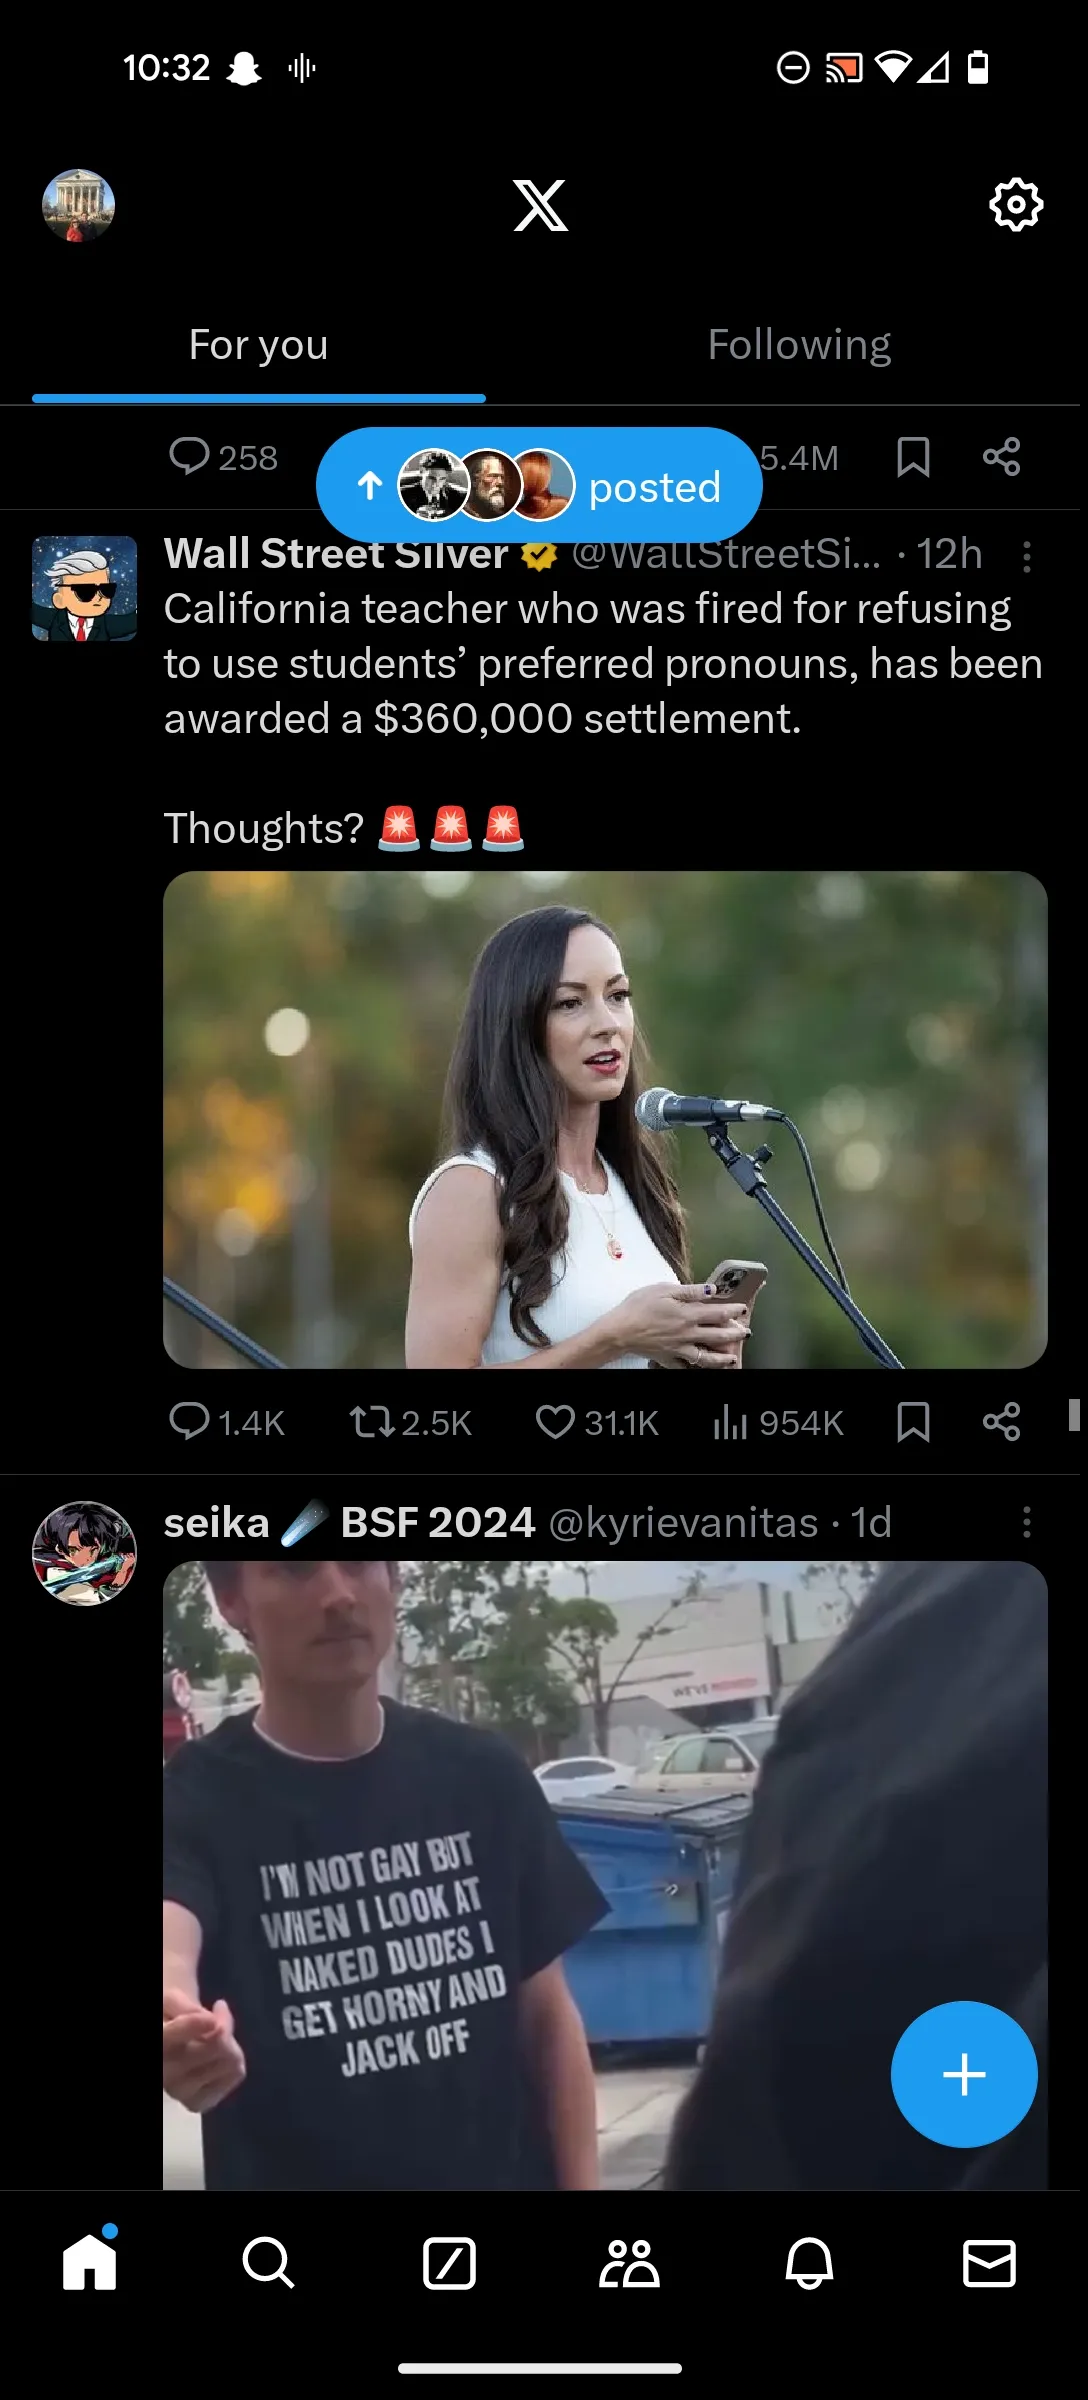 10:32
For you
Following
258
posted
5.4M
Wall Street Silver @WallStreetSi... · 12h
California teacher who was fired for refusing
to use students’ preferred pronouns, has been
awarded a $360,000 settlement.
Thoughts? 🚨🚨🚨
1.4K
2.5K
31.1K
954K
seika ☄️ BSF 2024 @kyrievanitas · 1d
WE'VE
I'M NOT GAY BUT
WHEN I LOOK AT
NAKED DUDES I
GET HORNY AND
JACK OFF